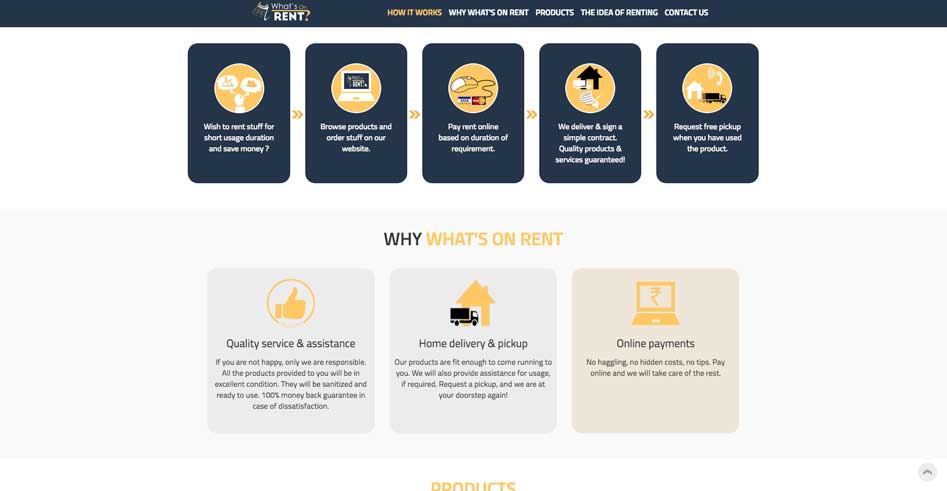 What's On
RENT?
HOW IT WORKS WHY WHAT'S ON RENT PRODUCTS THE IDEA OF RENTING CONTACT US
Wish to rent stuff for
short usage duration
and save money ?
Browse products and
order stuff on our
website.
Pay rent online
based on duration of
requirement.
We deliver & sign a
simple contract.
Quality products &
services guaranteed!
Request free pickup
when you have used
the product.
WHY WHAT'S ON RENT
Quality service & assistance
If you are not happy, only we are responsible.
All the products provided to you will be in
excellent condition. They will be sanitized and
ready to use. 100% money back guarantee in
case of dissatisfaction.
Home delivery & pickup
Our products are fit enough to come running to
you. We will also provide assistance for usage,
if required. Request a pickup, and we are at
your doorstep again!
₹
Online payments
No haggling, no hidden costs, no tips. Pay
online and we will take care of the rest.
PRODUCTS